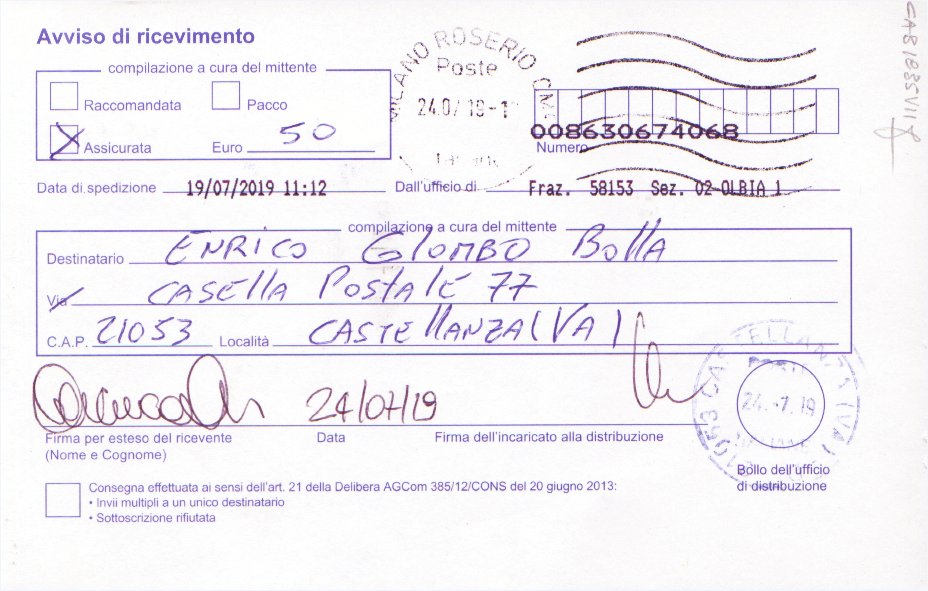 Avviso di ricevimento
compilazione a cura del mittente
Raccomandata Pacco
X Assicurata Euro 50
MILANO ROSERIO
Poste
24.07 19-1
008630674068
Numero
Data di spedizione 19/07/2019 11:12 Dall'ufficio di Fraz. 58153 Sez. 02-OLBIA 1
compilazione a cura del mittente
Destinatario ENRICO GIOMBO BOLLA
Via CASELLA POSTALE 77
C.A.P. 21053 Località CASTELLANZA (VA)
24/07/19
Firma per esteso del ricevente
(Nome e Cognome)
Data
Firma dell'incaricato alla distribuzione
21053 CASTELLANZA (VA)
24.-7.19
Bollo dell'ufficio
di distribuzione
Consegna effettuata ai sensi dell'art. 21 della Delibera AGCom 385/12/CONS del 20 giugno 2013:
• Invii multipli a un unico destinatario
• Sottoscrizione rifiutata